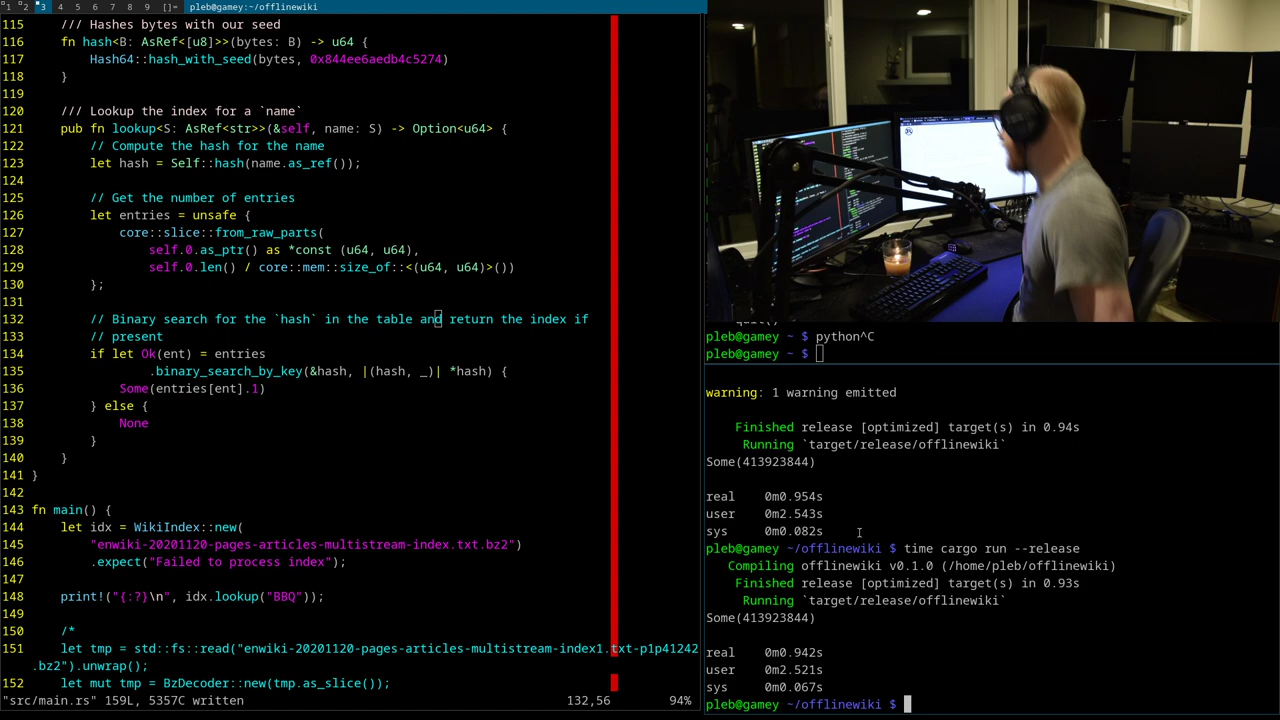 1 2 3 4 5 6 7 8 9 []= pleb@gamey:~/offlinewiki
115     /// Hashes bytes with our seed
116     fn hash<B: AsRef<[u8]>>(bytes: B) -> u64 {
117         Hash64::hash_with_seed(bytes, 0x844ee6aedb4c5274)
118     }
119
120     /// Lookup the index for a `name`
121     pub fn lookup<S: AsRef<str>>(&self, name: S) -> Option<u64> {
122         // Compute the hash for the name
123         let hash = Self::hash(name.as_ref());
124
125         // Get the number of entries
126         let entries = unsafe {
127             core::slice::from_raw_parts(
128                 self.0.as_ptr() as *const (u64, u64),
129                 self.0.len() / core::mem::size_of::<(u64, u64)>())
130         };
131
132         // Binary search for the `hash` in the table and return the index if
133         // present
134         if let Ok(ent) = entries
135                 .binary_search_by_key(&hash, |(hash, _)| *hash) {
136             Some(entries[ent].1)
137         } else {
138             None
139         }
140     }
141 }
142
143 fn main() {
144     let idx = WikiIndex::new(
145         "enwiki-20201120-pages-articles-multistream-index.txt.bz2")
146         .expect("Failed to process index");
147
148     print!("{:?}\n", idx.lookup("BBQ"));
149
150     /*
151     let tmp = std::fs::read("enwiki-20201120-pages-articles-multistream-index1.txt-p1p41242
.bz2").unwrap();
152     let mut tmp = BzDecoder::new(tmp.as_slice());
"src/main.rs" 159L, 5357C written 132,56 94%
pleb@gamey ~ $ python^C
pleb@gamey ~ $
warning: 1 warning emitted
Finished release [optimized] target(s) in 0.94s
Running `target/release/offlinewiki`
Some(413923844)
real 0m0.954s
user 0m2.543s
sys 0m0.082s
pleb@gamey ~/offlinewiki $ time cargo run --release
Compiling offlinewiki v0.1.0 (/home/pleb/offlinewiki)
Finished release [optimized] target(s) in 0.93s
Running `target/release/offlinewiki`
Some(413923844)
real 0m0.942s
user 0m2.521s
sys 0m0.067s
pleb@gamey ~/offlinewiki $